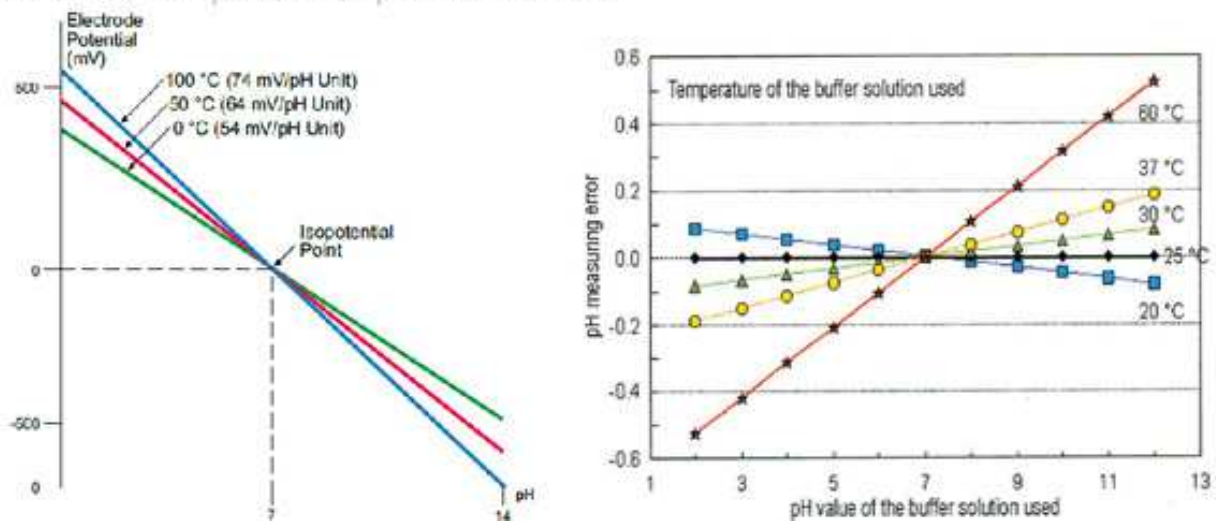 Electrode
Potential
(mV)
500
100 °C (74 mV/pH Unit)
50 °C (64 mV/pH Unit)
0 °C (54 mV/pH Unit)
Isopotential
Point
0
-500
0
pH
7
14
0.6
Temperature of the buffer solution used
60 °C
0.4
37 °C
0.2
30 °C
0.0
25 °C
20 °C
-0.2
-0.4
-0.6
pH measuring error
1
3
5
7
9
11
13
pH value of the buffer solution used